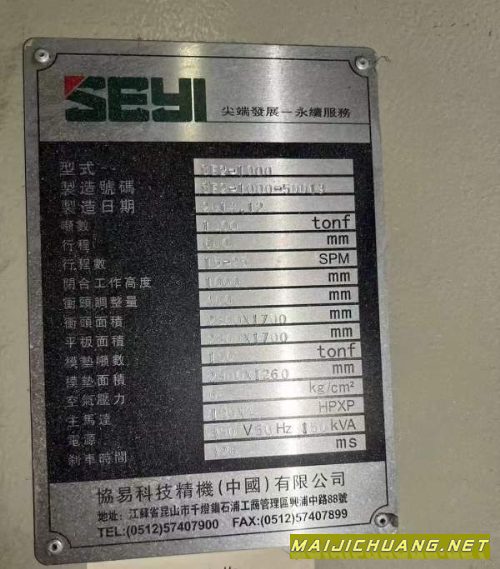 SEYI 尖端發展－永續服務
型式
製造號碼
製造日期 12
噸數 tonf
行程 mm
行程數 SPM
閉合工作高度 mm
衝頭調整量 mm
衝頭面積 X1700 mm
平板面積 X1700 mm
模墊噸數 tonf
模墊面積 X1260 mm
空氣壓力 kg/cm²
主馬達 HPXP
電源 V Hz kVA
剎車時間 ms
協易科技精機(中國)有限公司
地址: 江蘇省昆山市千燈鎮石浦工商管理區興浦中路88號
TEL:(0512)57407900 FAX:(0512)57407899
MAIJICHUANG.NET